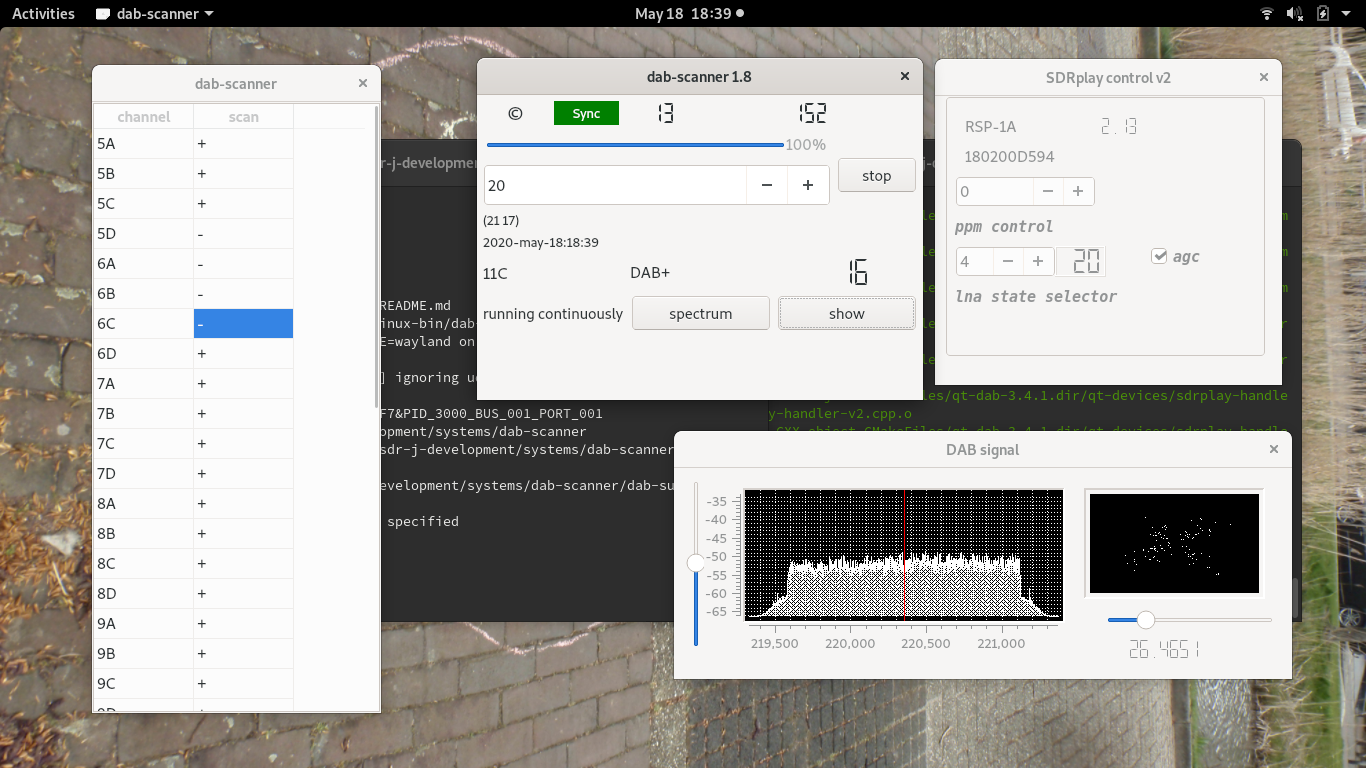 Activities dab-scanner May 18 18:39
dab-scanner
channel scan
5A +
5B +
5C +
5D -
6A -
6B -
6C -
6D +
7A +
7B +
7C +
7D +
8A +
8B +
8C +
8D +
9A +
9B +
9C +
dab-scanner 1.8
© Sync 13 152
100%
20 − + stop
(21 17)
2020-may-18:18:39
11C DAB+ 16
running continuously spectrum show
SDRplay control v2
RSP-1A 2.13
180200D594
0 − +
ppm control
4 − + 20 agc
lna state selector
r-j-development
README.md
inux-bin/dab-
E=wayland on
] ignoring
F7&PID_3000_BUS_001_PORT_001
opment/systems/dab-scanner
sdr-j-development/systems/dab-scanner
evelopment/systems/dab-scanner/dab-su
specified
les/qt-dab-3.4.1.dir/qt-devices/sdrplay-handle
y-handler-v2.cpp.o
DAB signal
-35
-40
-45
-50
-55
-60
-65
219,500 220,000 220,500 221,000
26.4651